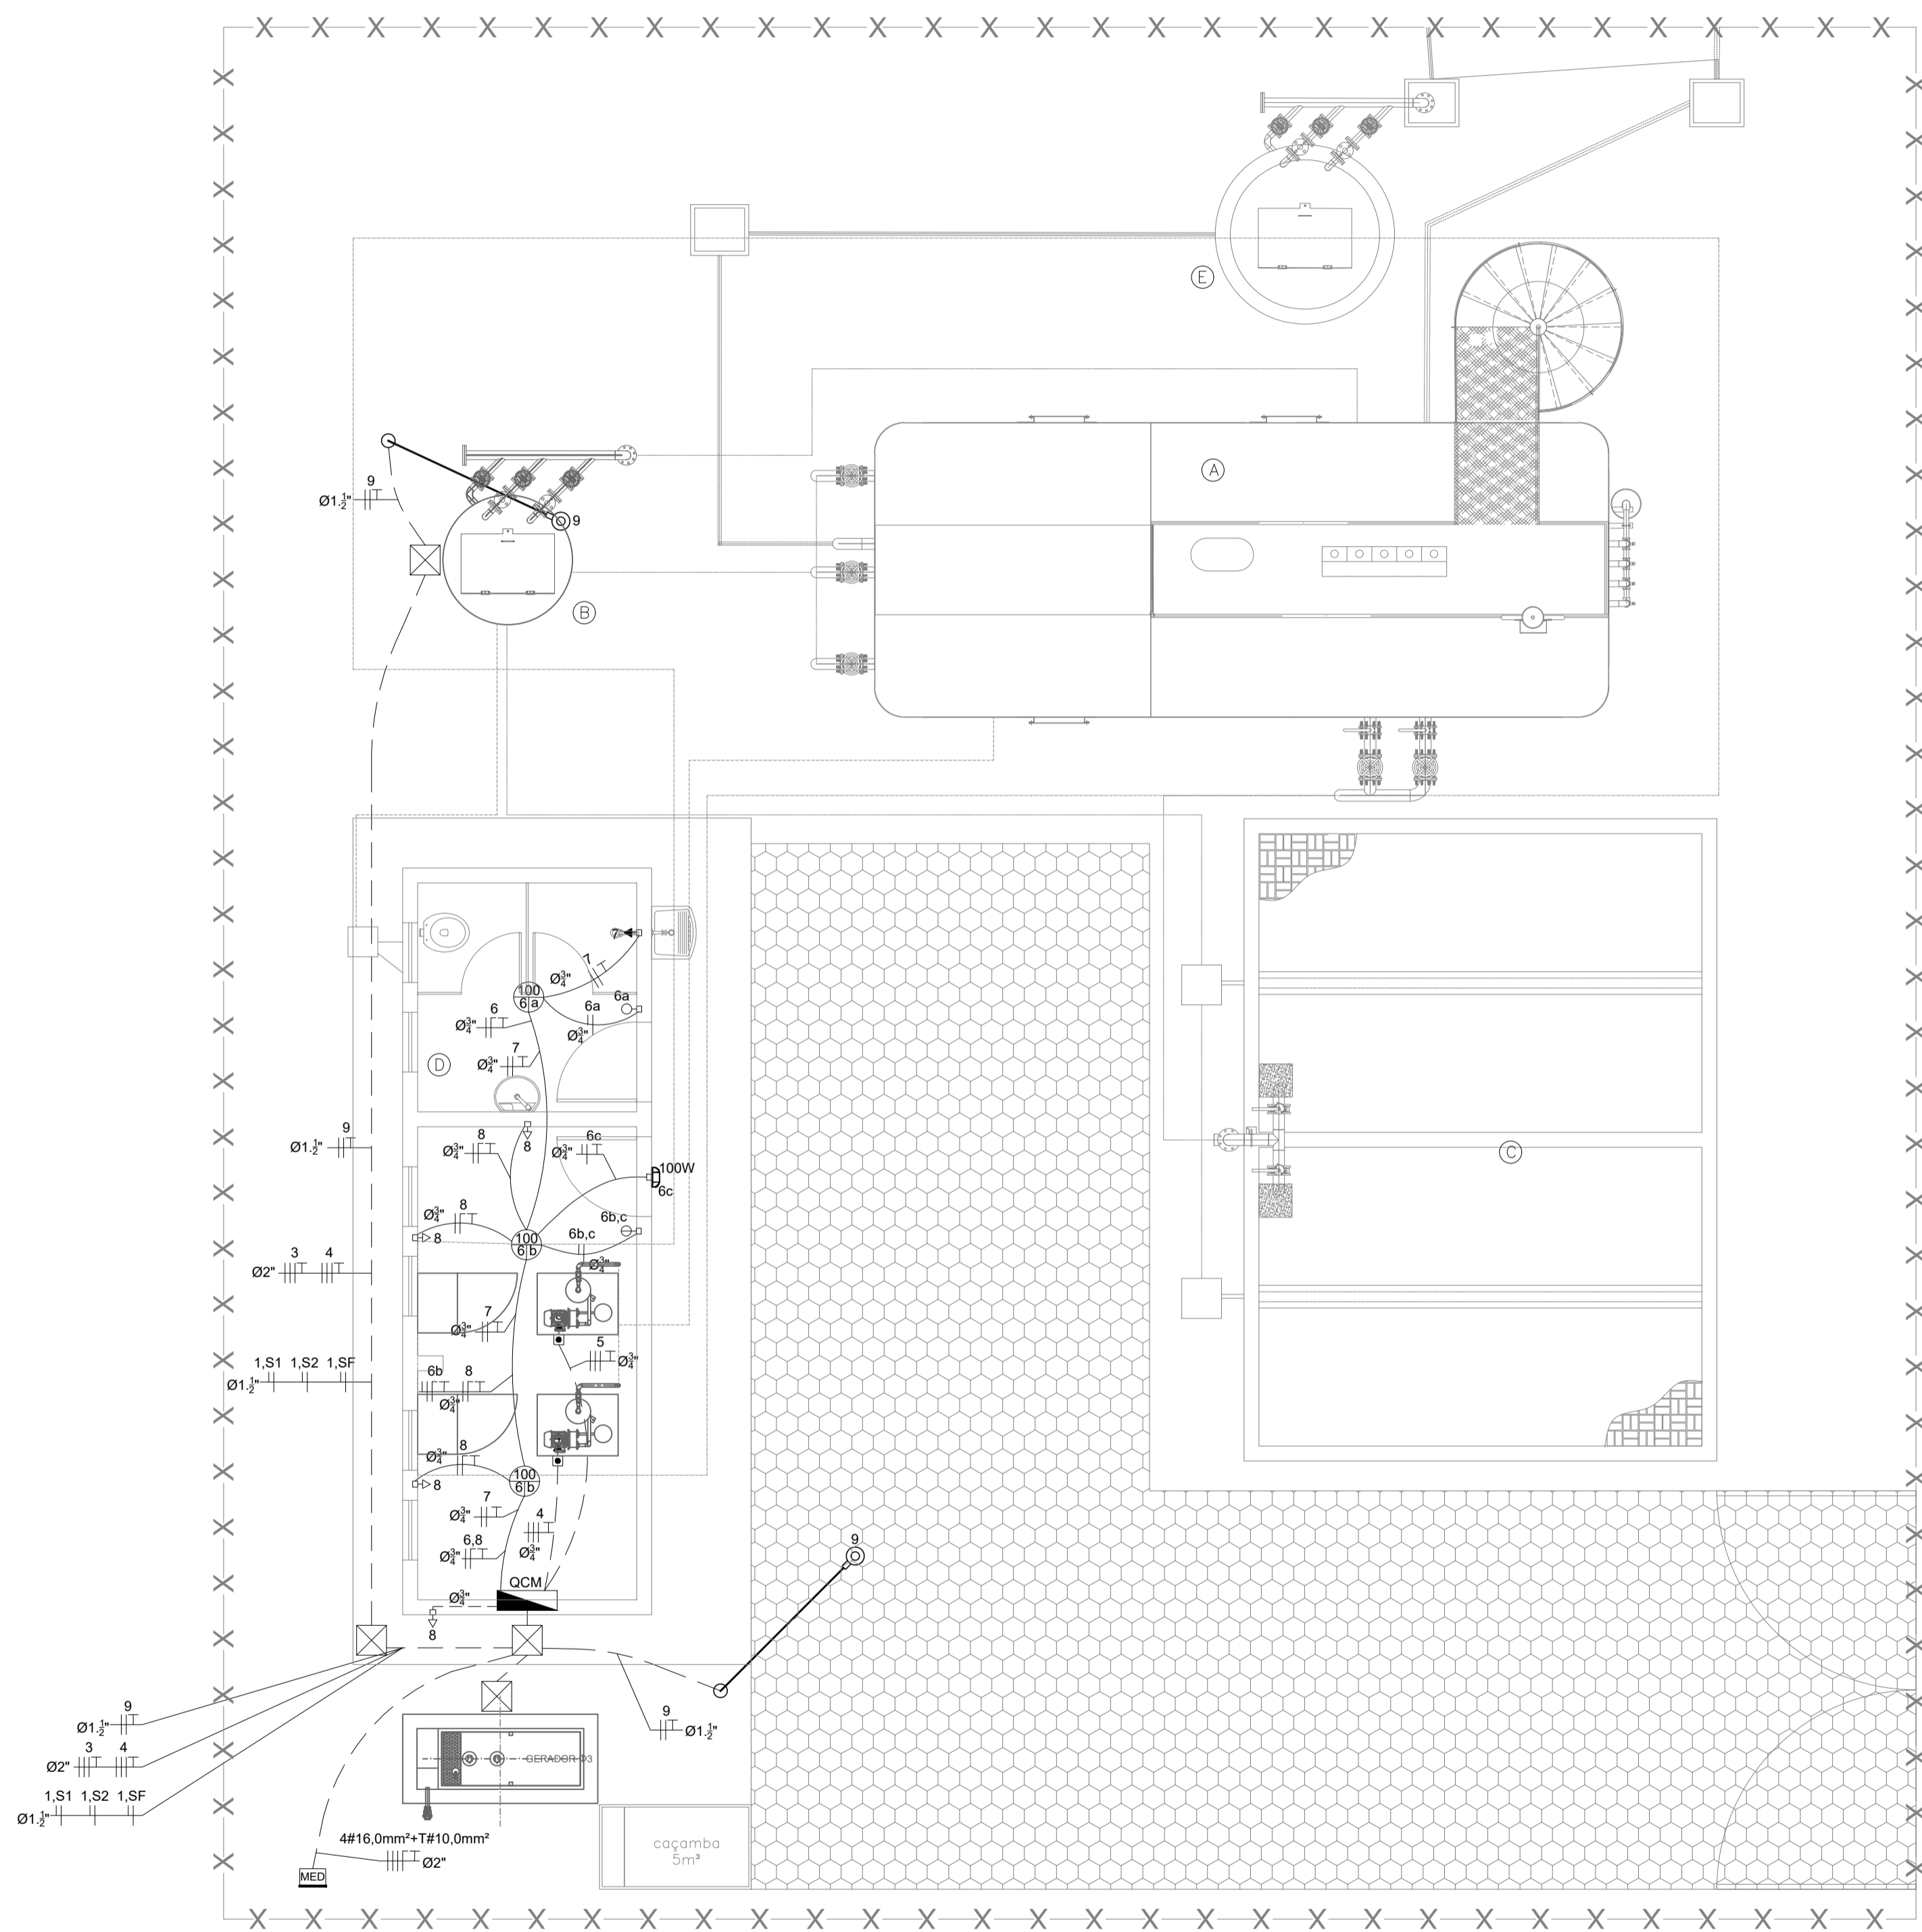 E
A
9
Ø1.½"
9
B
7
7
Ø¾"
100
6 a
6a
6
Ø¾"
6a
Ø¾"
7
Ø¾"
D
9
Ø1.½"
8
Ø¾"
8
6c
Ø¾"
100W
6c
C
8
Ø¾"
8
6b,c
100
6 b
6b,c
Ø¾"
3 4
Ø2"
7
Ø¾"
5
Ø¾"
1,S1 1,S2 1,SF
Ø1.½"
6b 8
Ø¾"
8
Ø¾"
8
100
6 b
7
Ø¾"
4
Ø¾"
6,8
Ø¾"
9
QCM
Ø¾"
8
9
Ø1.½"
9
Ø1.½"
3 4
Ø2"
GERADOR 03
1,S1 1,S2 1,SF
Ø1.½"
4#16,0mm²+T#10,0mm²
Ø2"
MED
caçamba
5m³